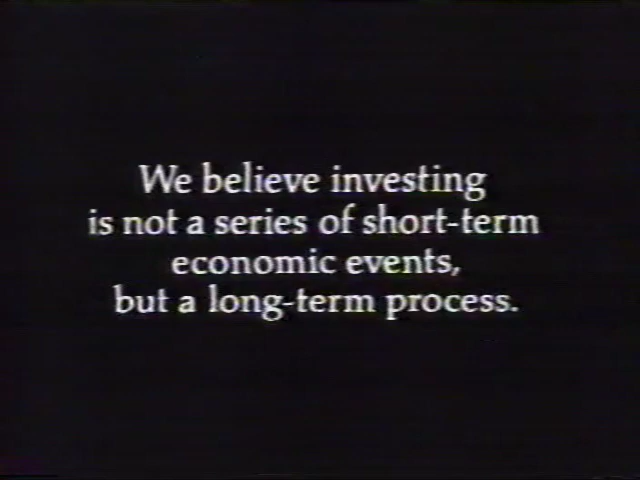 We believe investing
is not a series of short-term
economic events,
but a long-term process.